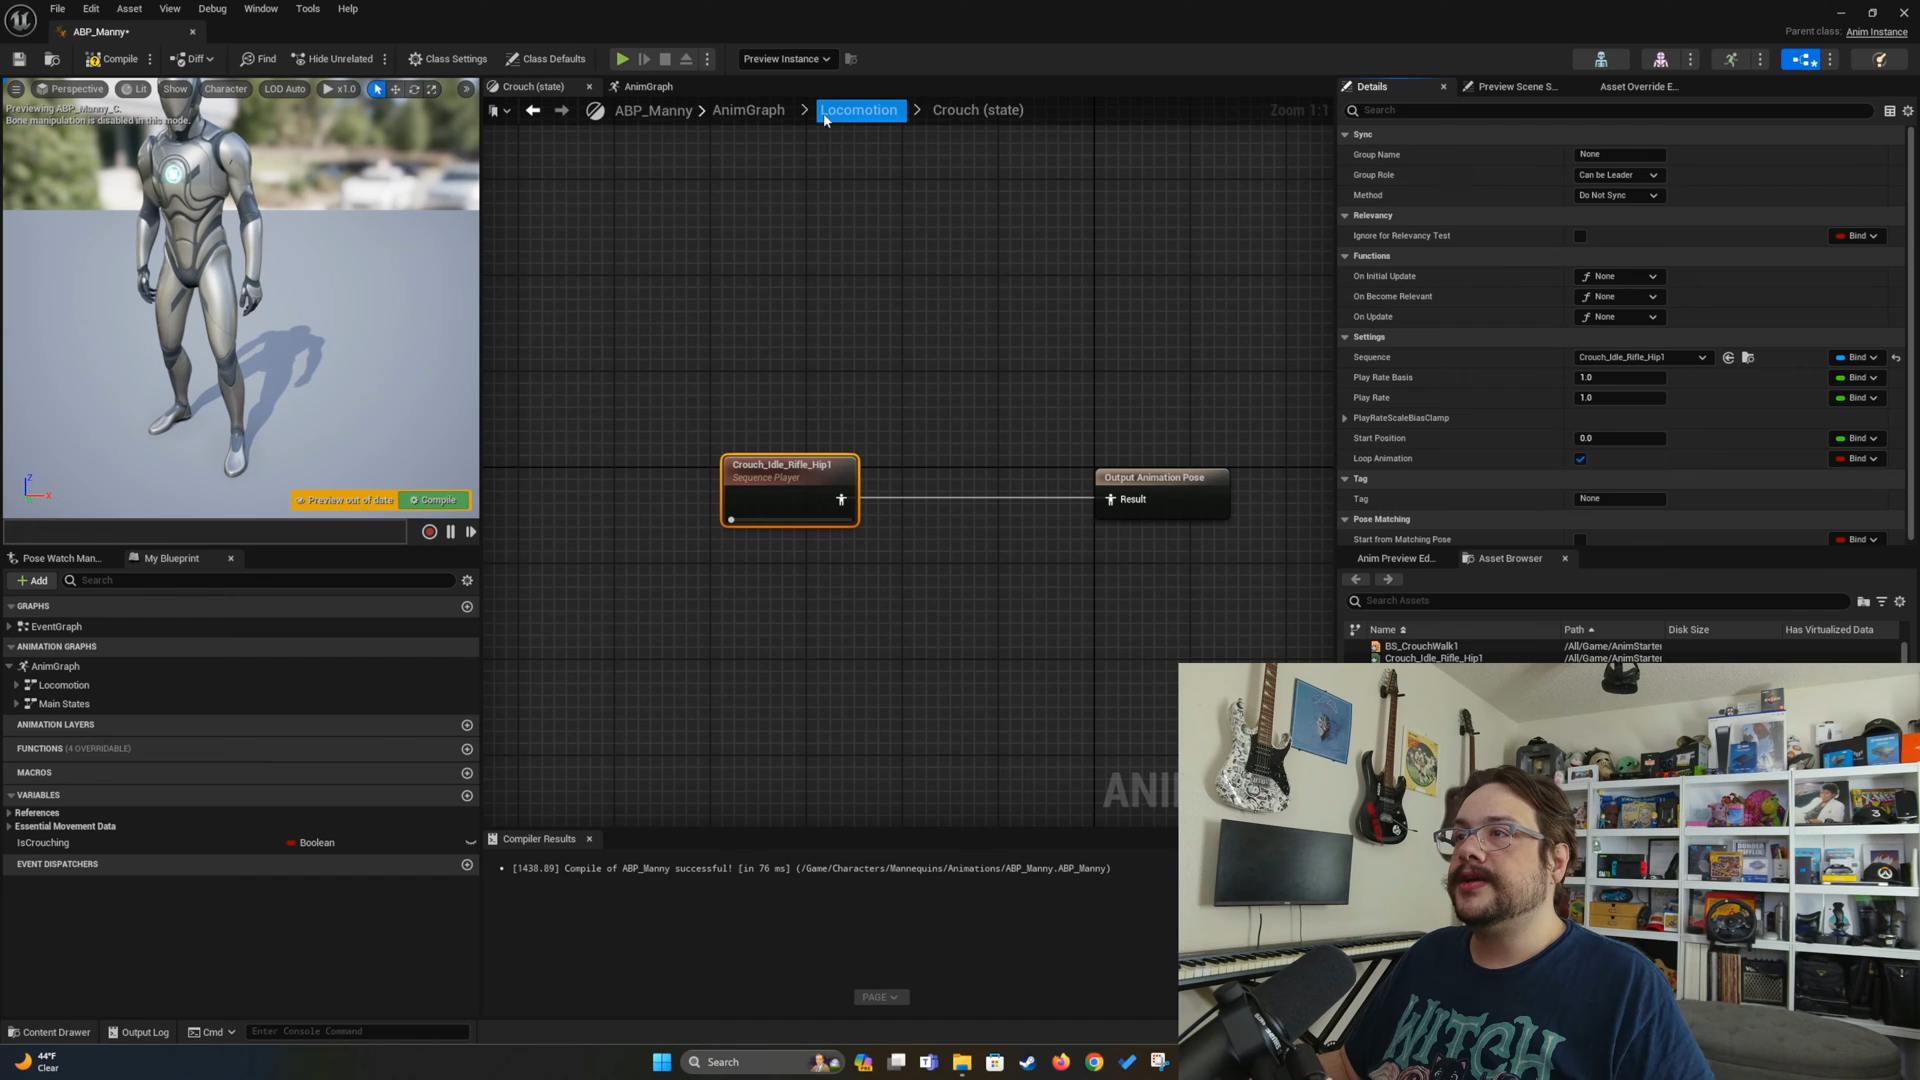 File Edit Asset View Debug Window Tools Help
ABP_Manny•
Parent class: Anim Instance
Compile Diff Find Hide Unrelated Class Settings Class Defaults Preview Instance
Perspective Lit Show Character LOD Auto x1.0
Previewing ABP_Manny_C.
Bone manipulation is disabled in this mode.
Z
X
Preview out of date Compile
Crouch (state) AnimGraph
ABP_Manny > AnimGraph > Locomotion > Crouch (state)
Zoom 1:1
Crouch_Idle_Rifle_Hip1
Sequence Player
Output Animation Pose
Result
ANI
Details Preview Scene S... Asset Override E...
Search
Sync
Group Name None
Group Role Can be Leader
Method Do Not Sync
Relevancy
Ignore for Relevancy Test Bind
Functions
On Initial Update None
On Become Relevant None
On Update None
Settings
Sequence Crouch_Idle_Rifle_Hip1 Bind
Play Rate Basis 1.0 Bind
Play Rate 1.0 Bind
PlayRateScaleBiasClamp
Start Position 0.0 Bind
Loop Animation Bind
Tag
Tag None
Pose Matching
Start from Matching Pose Bind
Anim Preview Ed... Asset Browser
Search Assets
Name Path Disk Size Has Virtualized Data
BS_CrouchWalk1 /All/Game/AnimStarter
Crouch_Idle_Rifle_Hip1 /All/Game/AnimStarter
Pose Watch Man... My Blueprint
Add Search
GRAPHS
EventGraph
ANIMATION GRAPHS
AnimGraph
Locomotion
Main States
ANIMATION LAYERS
FUNCTIONS (4 OVERRIDABLE)
MACROS
VARIABLES
References
Essential Movement Data
IsCrouching Boolean
EVENT DISPATCHERS
Compiler Results
• [1438.89] Compile of ABP_Manny successful! [in 76 ms] (/Game/Characters/Mannequins/Animations/ABP_Manny.ABP_Manny)
PAGE
WITCH
Content Drawer Output Log Cmd Enter Console Command
44°F
Clear
Search